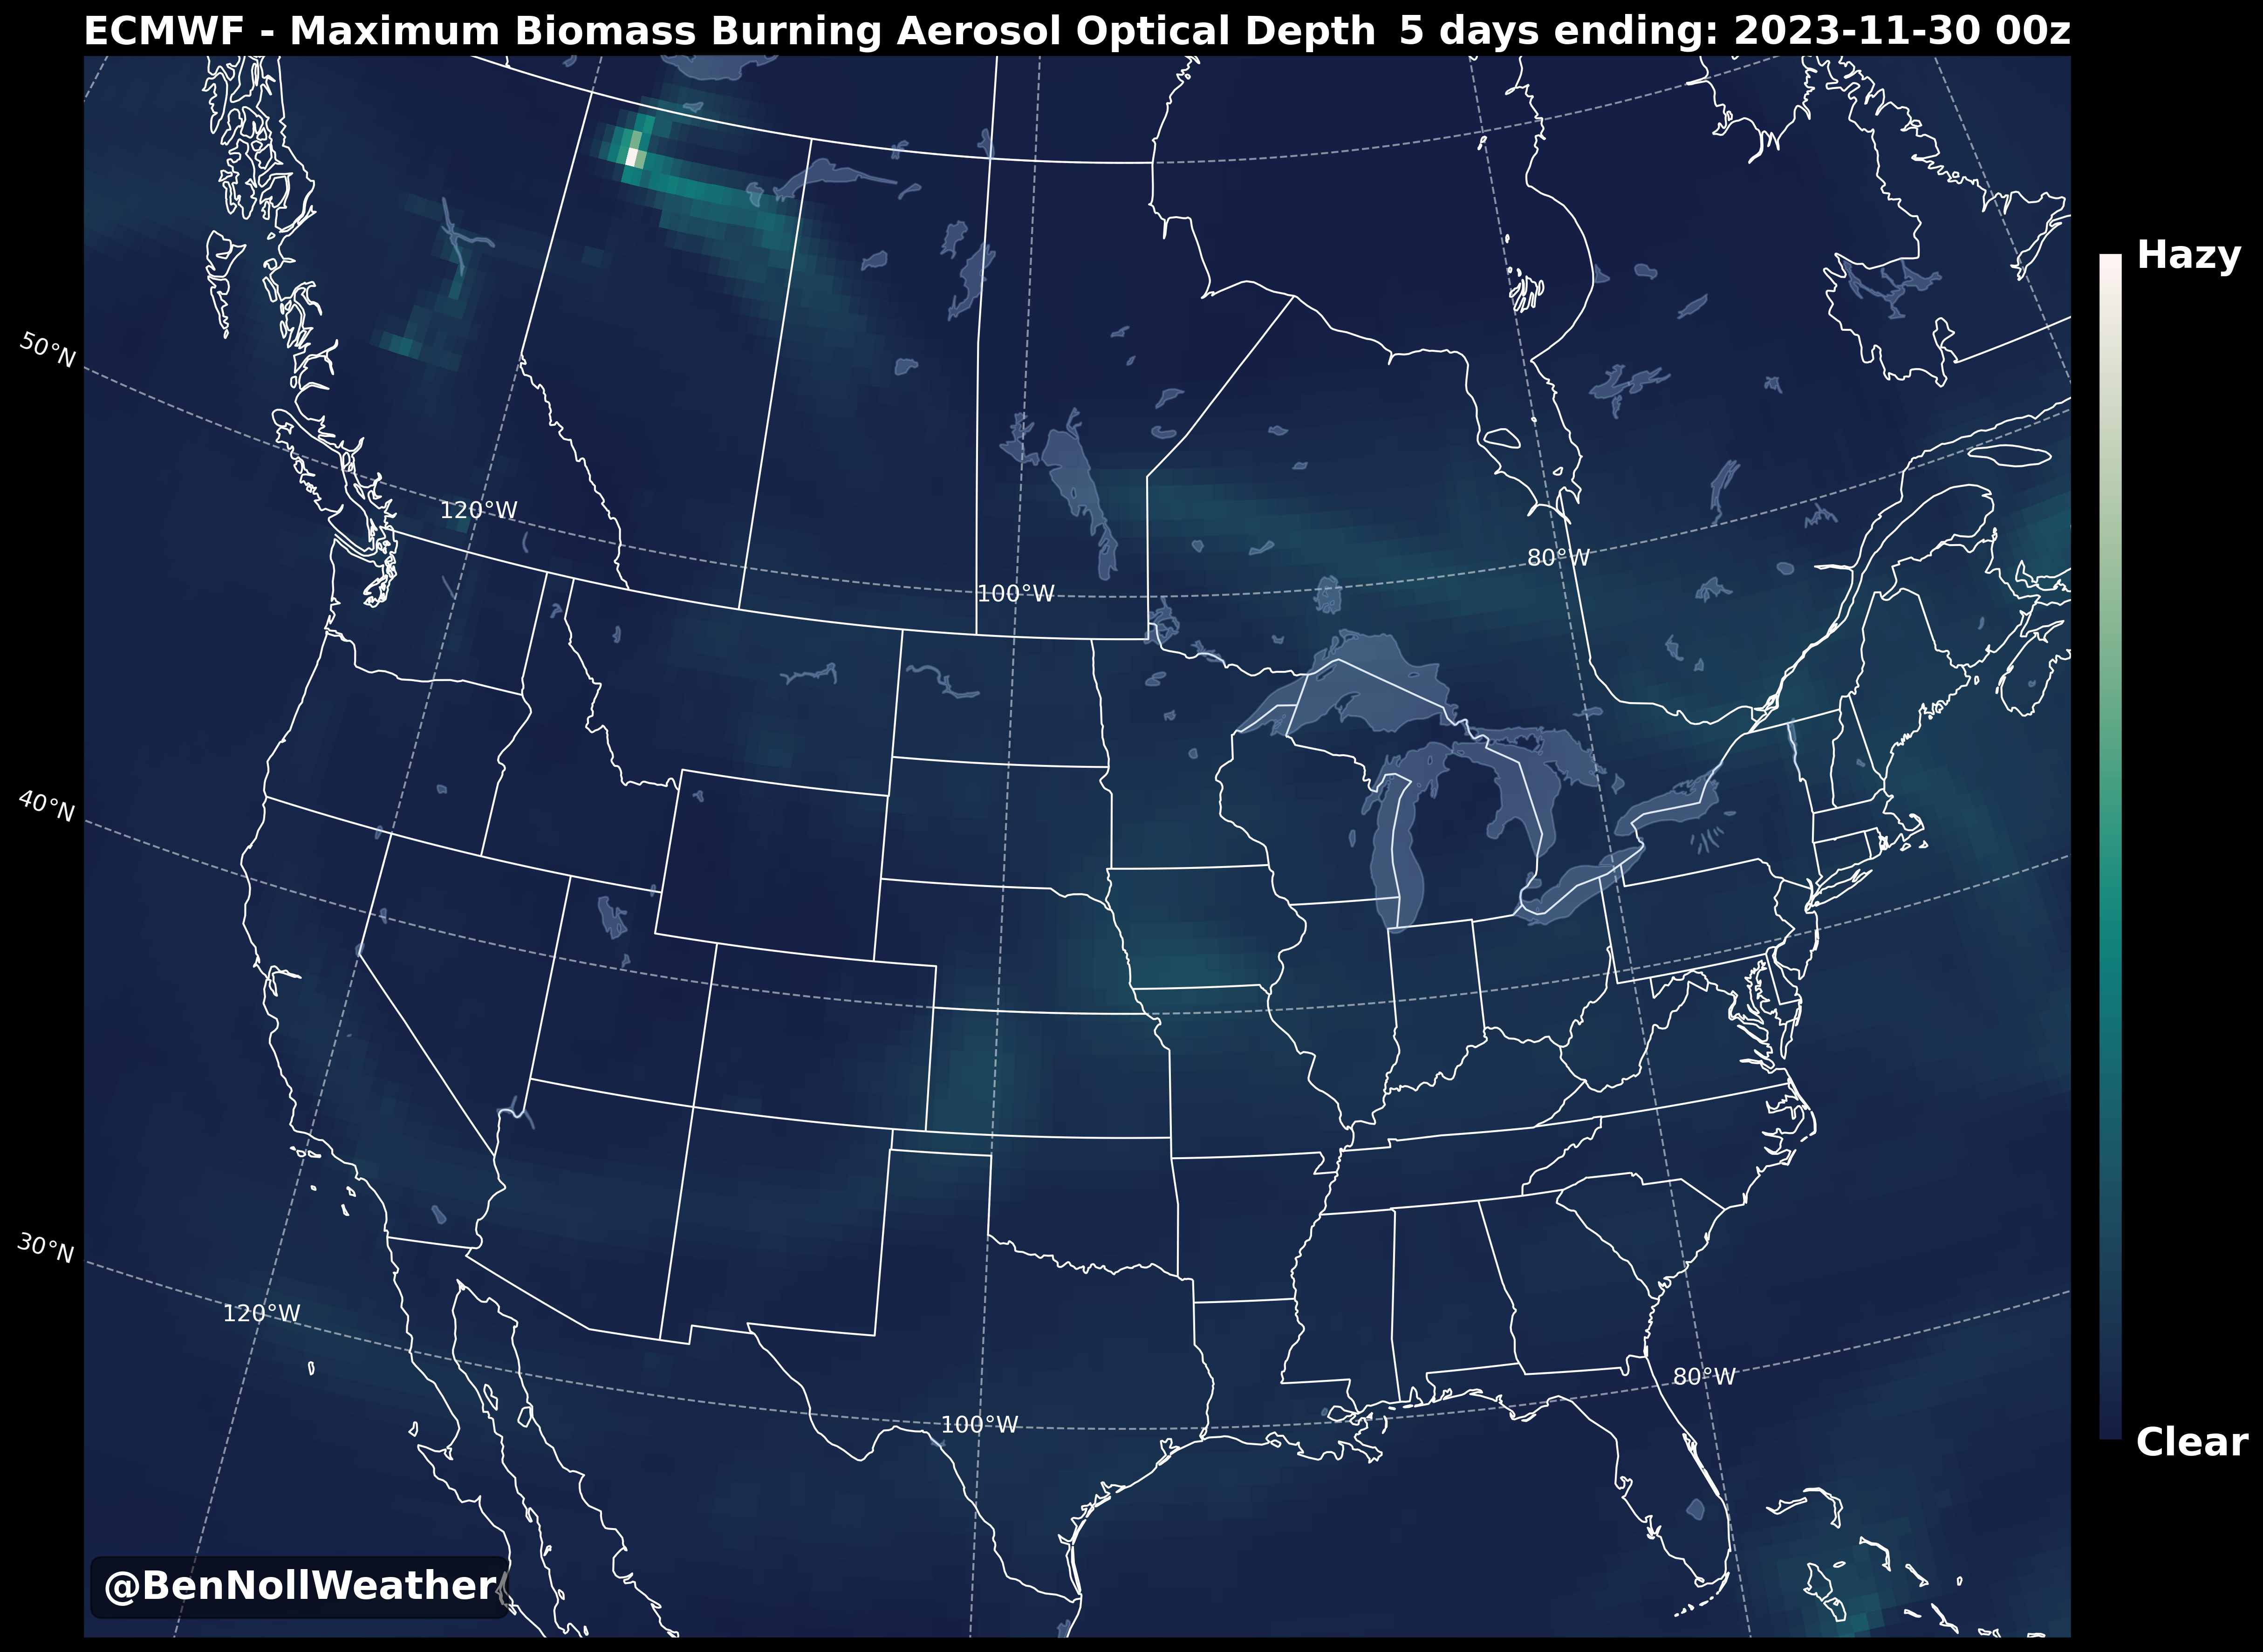 ECMWF - Maximum Biomass Burning Aerosol Optical Depth 5 days ending: 2023-11-30 00z
Hazy
50°N
120°W
100°W
80°W
40°N
30°N
120°W
80°W
100°W
Clear
@BenNollWeather